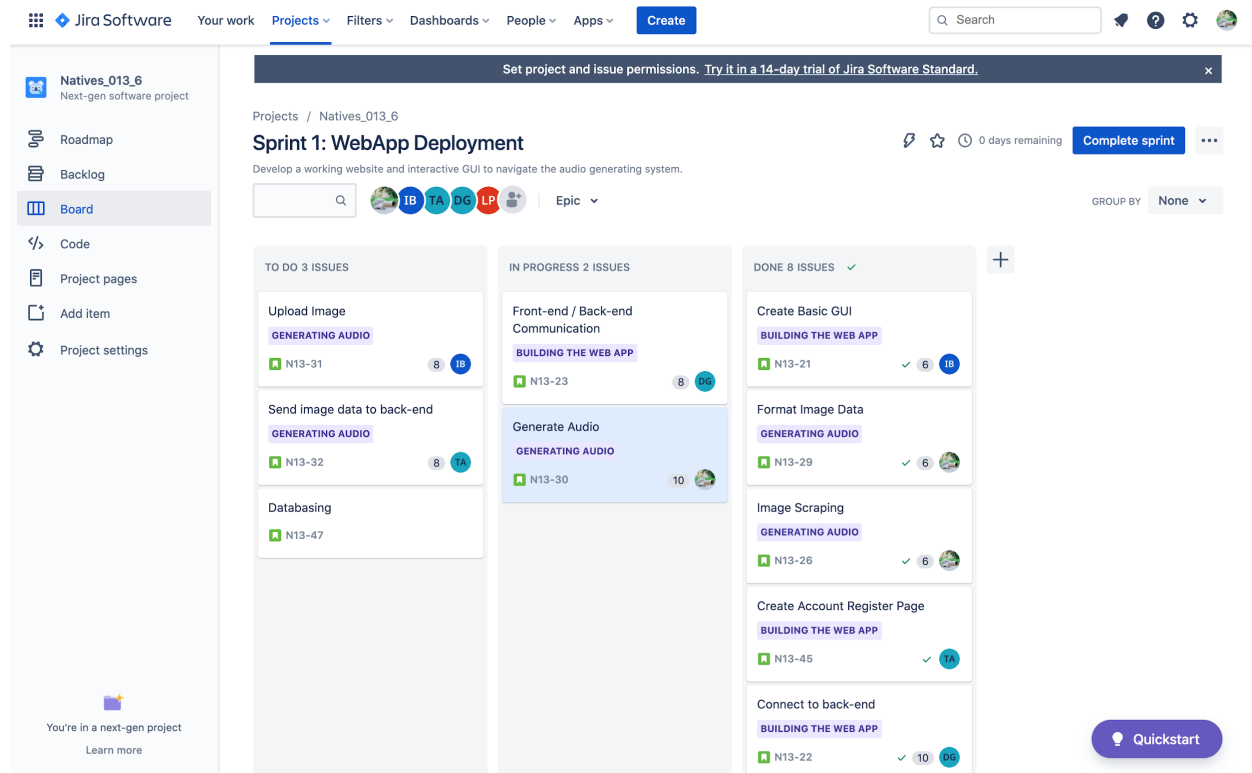 Jira Software Your work Projects Filters Dashboards People Apps Create Search
Natives_013_6
Next-gen software project
Roadmap
Backlog
Board
Code
Project pages
Add item
Project settings
You're in a next-gen project
Learn more
Set project and issue permissions. Try it in a 14-day trial of Jira Software Standard.
Projects / Natives_013_6
Sprint 1: WebApp Deployment
0 days remaining Complete sprint
Develop a working website and interactive GUI to navigate the audio generating system.
IB TA DG LP Epic
GROUP BY None
TO DO 3 ISSUES
Upload Image
GENERATING AUDIO
N13-31 8 IB
Send image data to back-end
GENERATING AUDIO
N13-32 8 TA
Databasing
N13-47
IN PROGRESS 2 ISSUES
Front-end / Back-end
Communication
BUILDING THE WEB APP
N13-23 8 DG
Generate Audio
GENERATING AUDIO
N13-30 10
DONE 8 ISSUES
Create Basic GUI
BUILDING THE WEB APP
N13-21 6 IB
Format Image Data
GENERATING AUDIO
N13-29 6
Image Scraping
GENERATING AUDIO
N13-26 6
Create Account Register Page
BUILDING THE WEB APP
N13-45 TA
Connect to back-end
BUILDING THE WEB APP
N13-22 10 DG
Quickstart